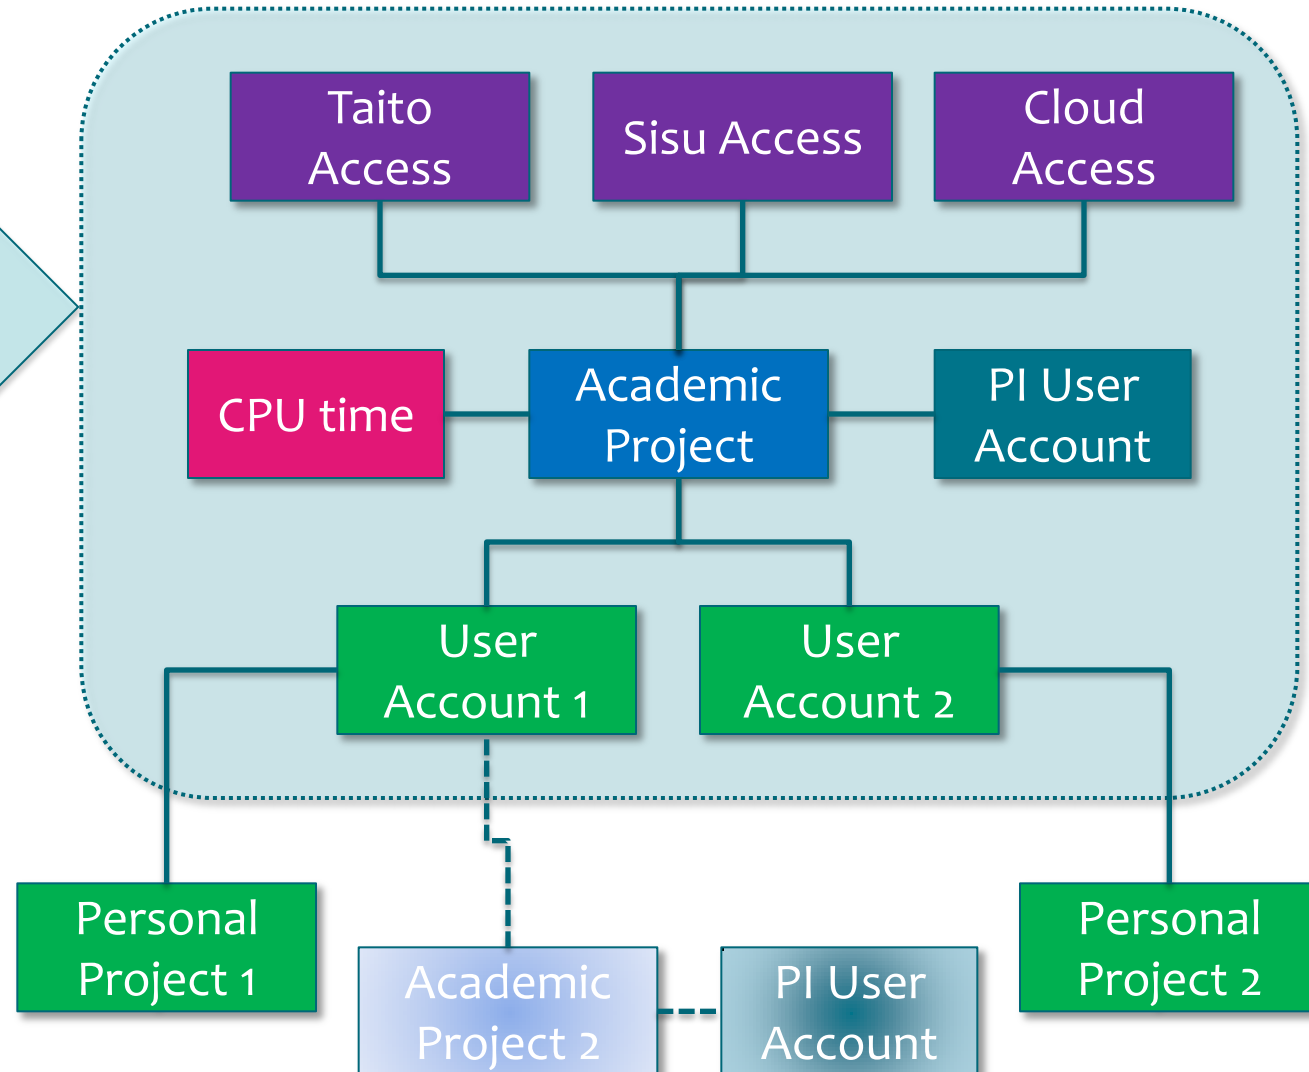 Taito
Access
Sisu Access
Cloud
Access
CPU time
Academic
Project
PI User
Account
User
Account 1
User
Account 2
Personal
Project 1
Academic
Project 2
PI User
Account
Personal
Project 2